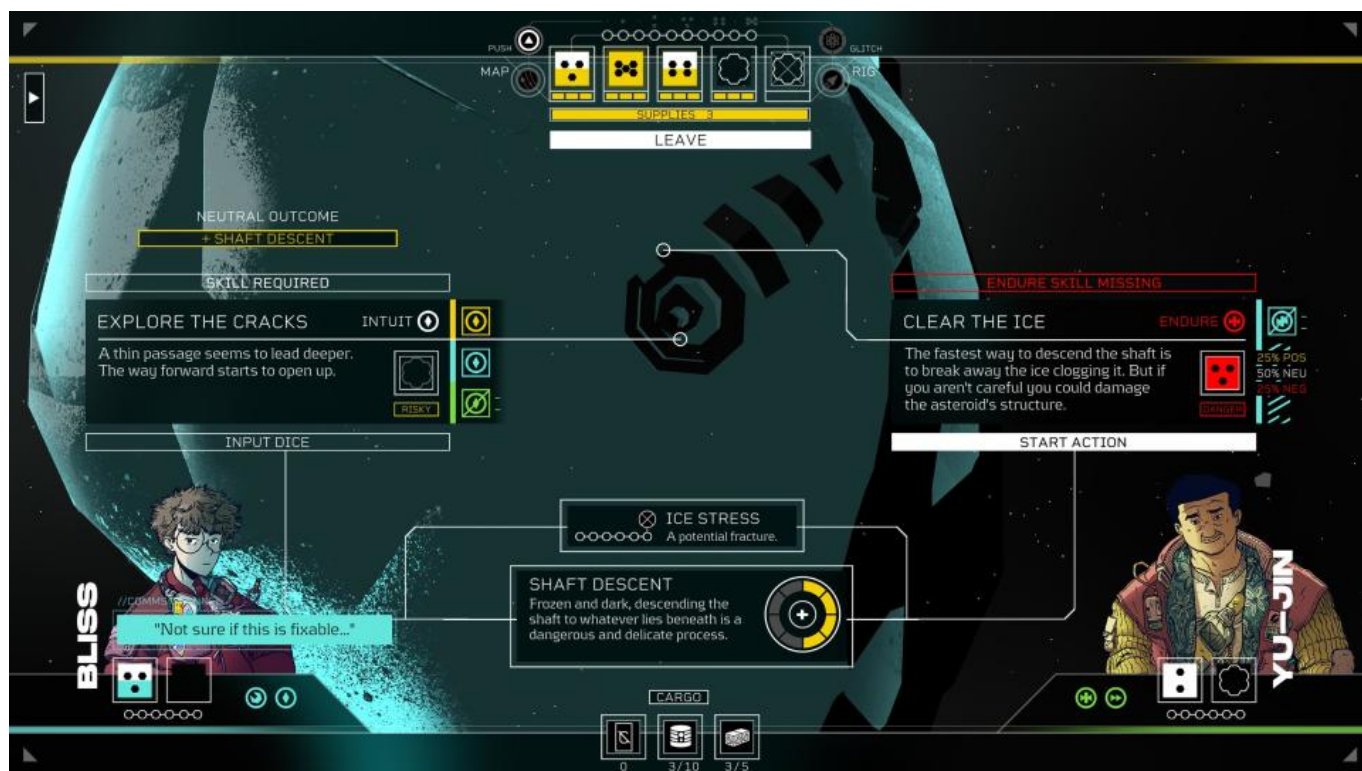 PUSH
GLITCH
MAP
RIG
SUPPLIES 3
LEAVE
NEUTRAL OUTCOME
+ SHAFT DESCENT
SKILL REQUIRED
EXPLORE THE CRACKS
INTUIT
A thin passage seems to lead deeper.
The way forward starts to open up.
RISKY
INPUT DICE
ENDURE SKILL MISSING
CLEAR THE ICE
ENDURE
The fastest way to descend the shaft is
to break away the ice clogging it. But if
you aren't careful you could damage
the asteroid's structure.
DANGER
25% POS
50% NEU
25% NEG
START ACTION
ICE STRESS
A potential fracture.
SHAFT DESCENT
Frozen and dark, descending the
shaft to whatever lies beneath is a
dangerous and delicate process.
BLISS
"Not sure if this is fixable..."
YU-JIN
CARGO
0
3/10
3/5